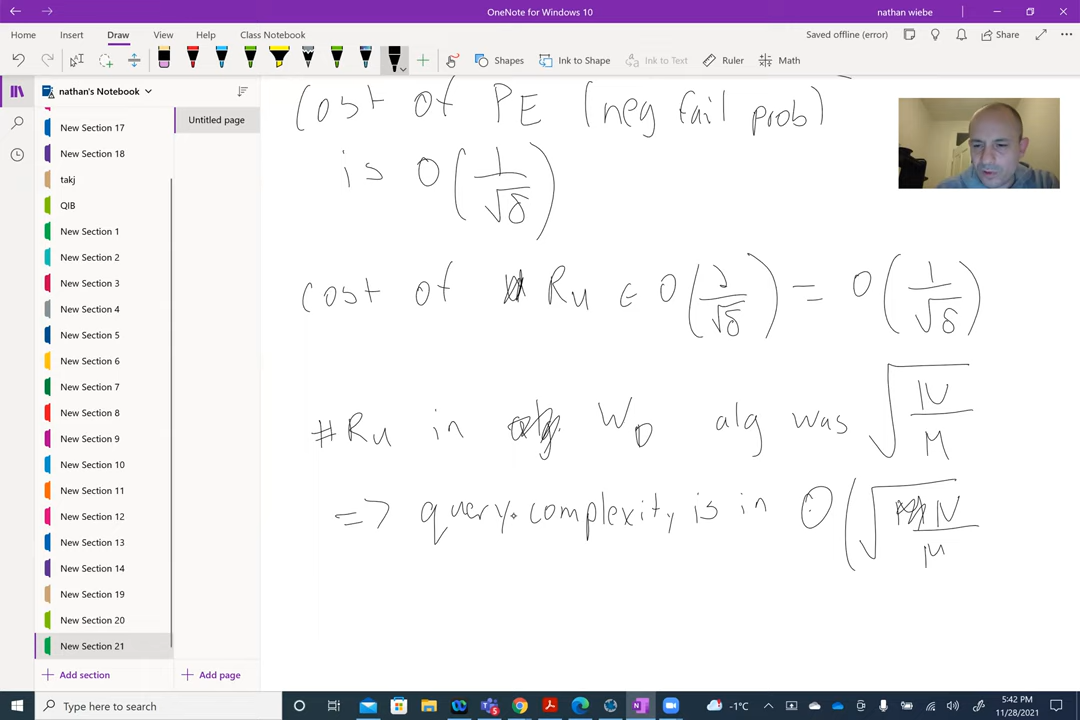 OneNote for Windows 10
nathan wiebe
Home Insert Draw View Help Class Notebook
Saved offline (error)
Share
Shapes
Ink to Shape
Ink to Text
Ruler
Math
nathan's Notebook
Untitled page
New Section 17
New Section 18
takj
QIB
New Section 1
New Section 2
New Section 3
New Section 4
New Section 5
New Section 6
New Section 7
New Section 8
New Section 9
New Section 10
New Section 11
New Section 12
New Section 13
New Section 14
New Section 19
New Section 20
New Section 21
Add section
Add page
Cost of PE (neg fail prob)
is O(1/√δ)
Cost of Ru ∈ O(2/√δ) = O(1/√δ)
#Ru in W_D alg was √(N/M)
=> query complexity is in O(√(N/M)
Type here to search
-1°C
5:42 PM
11/28/2021